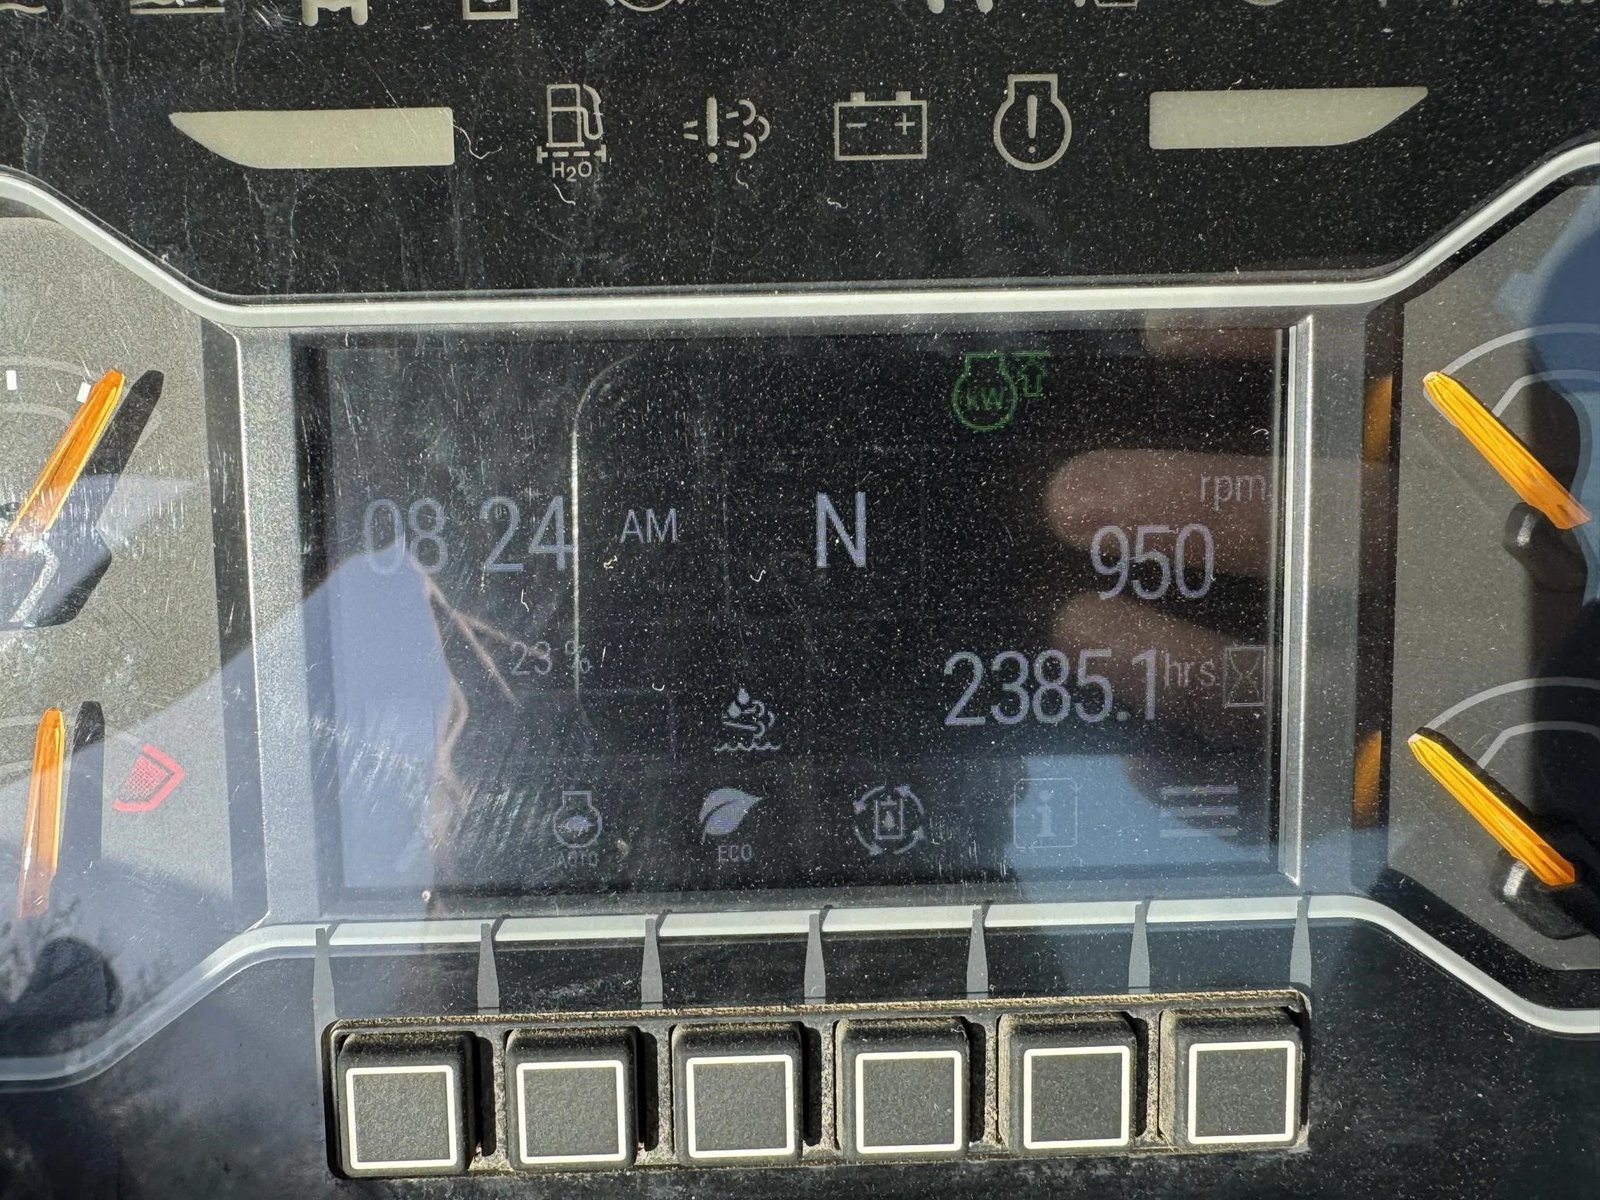 H₂O
- +
!
kW
08 24 AM
N
rpm
950
23 %
2385.1 hrs
AUTO
ECO
i